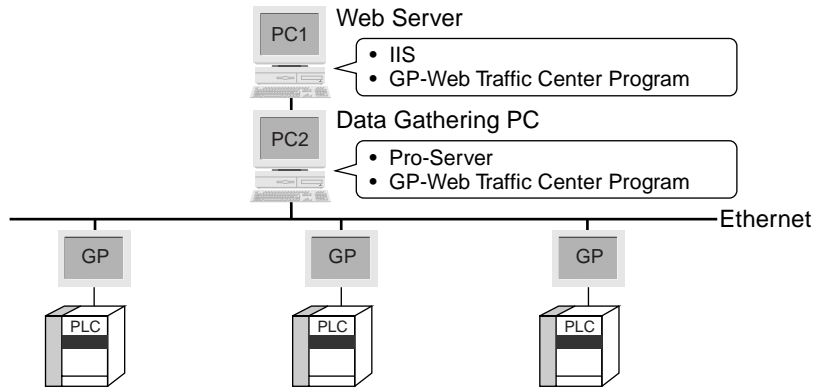 Web Server
PC1
• IIS
• GP-Web Traffic Center Program
Data Gathering PC
PC2
• Pro-Server
• GP-Web Traffic Center Program
Ethernet
GP GP GP
PLC PLC PLC